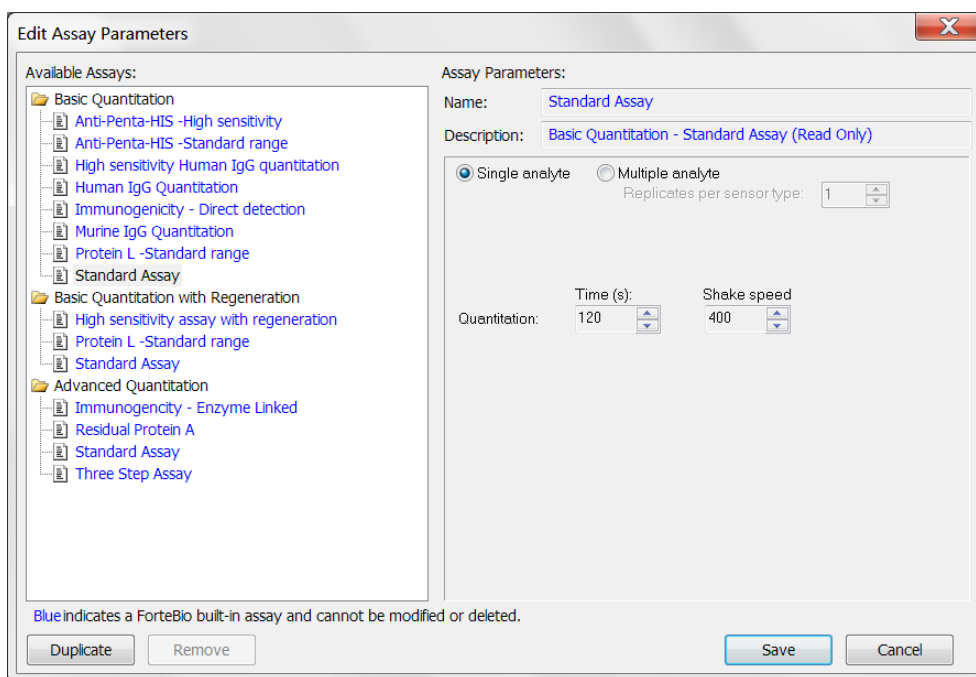 Edit Assay Parameters
Available Assays:
Basic Quantitation
Anti-Penta-HIS -High sensitivity
Anti-Penta-HIS -Standard range
High sensitivity Human IgG quantitation
Human IgG Quantitation
Immunogenicity - Direct detection
Murine IgG Quantitation
Protein L -Standard range
Standard Assay
Basic Quantitation with Regeneration
High sensitivity assay with regeneration
Protein L -Standard range
Standard Assay
Advanced Quantitation
Immunogencity - Enzyme Linked
Residual Protein A
Standard Assay
Three Step Assay
Assay Parameters:
Name: Standard Assay
Description: Basic Quantitation - Standard Assay (Read Only)
Single analyte Multiple analyte
Replicates per sensor type: 1
Time (s): Shake speed
Quantitation: 120 400
Blue indicates a ForteBio built-in assay and cannot be modified or deleted.
Duplicate Remove Save Cancel